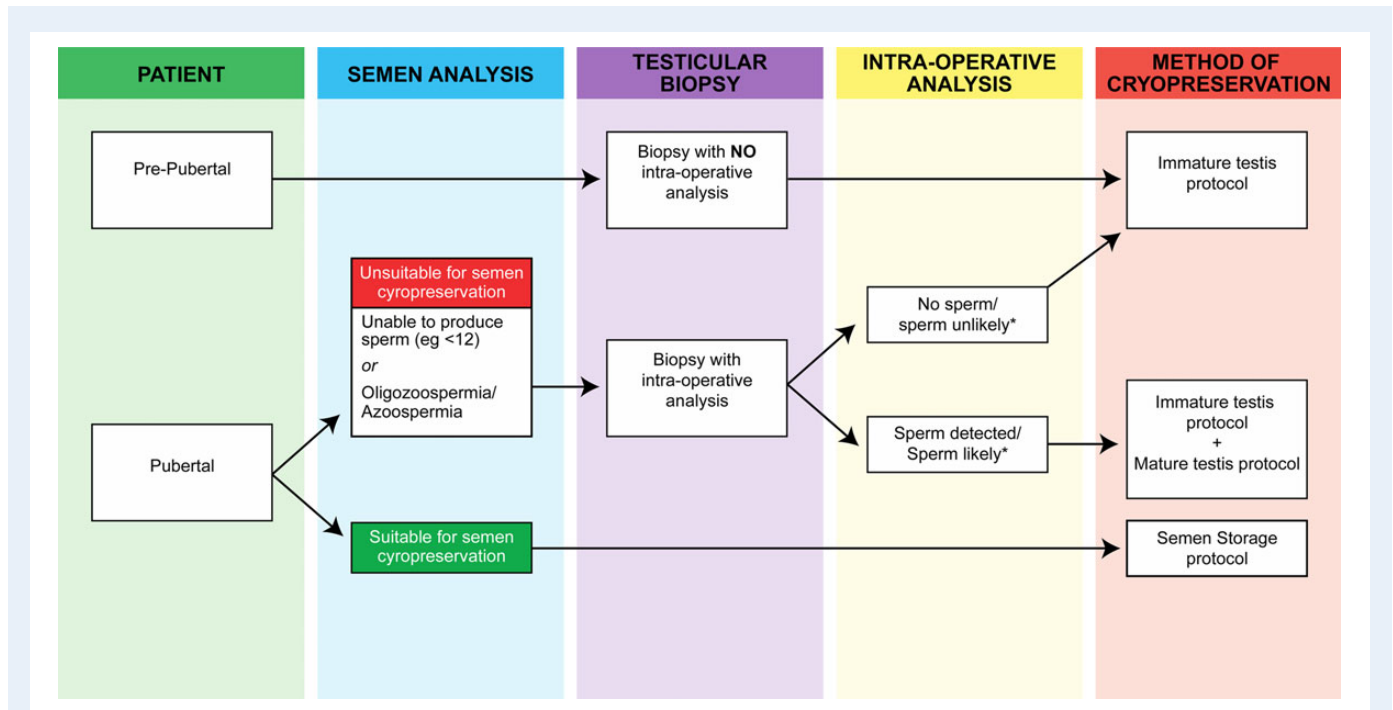 PATIENT
SEMEN ANALYSIS
TESTICULAR
BIOPSY
INTRA-OPERATIVE
ANALYSIS
METHOD OF
CRYOPRESERVATION
Pre-Pubertal
Biopsy with NO
intra-operative
analysis
Immature testis
protocol
Pubertal
Unsuitable for semen
cyropreservation
Unable to produce
sperm (eg <12)
or
Oligozoospermia/
Azoospermia
Biopsy with
intra-operative
analysis
No sperm/
sperm unlikely*
Sperm detected/
Sperm likely*
Immature testis
protocol
+
Mature testis protocol
Suitable for semen
cyropreservation
Semen Storage
protocol